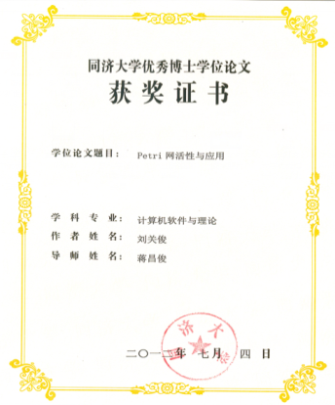 同济大学优秀博士学位论文
获奖证书
学位论文题目: Petri 网活性与应用
学科专业: 计算机软件与理论
作者姓名: 刘关俊
导师姓名: 蒋昌俊
二〇一二年 七月 四 日